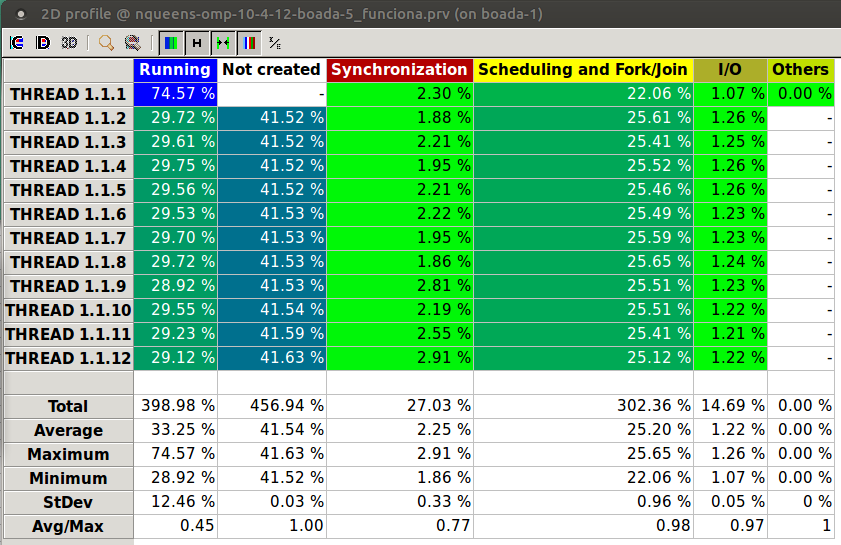 2D profile @ nqueens-omp-10-4-12-boada-5_funciona.prv (on boada-1)
C D 3D H X/E
Running Not created Synchronization Scheduling and Fork/Join I/O Others
THREAD 1.1.1 74.57 % - 2.30 % 22.06 % 1.07 % 0.00 %
THREAD 1.1.2 29.72 % 41.52 % 1.88 % 25.61 % 1.26 % -
THREAD 1.1.3 29.61 % 41.52 % 2.21 % 25.41 % 1.25 % -
THREAD 1.1.4 29.75 % 41.52 % 1.95 % 25.52 % 1.26 % -
THREAD 1.1.5 29.56 % 41.52 % 2.21 % 25.46 % 1.26 % -
THREAD 1.1.6 29.53 % 41.53 % 2.22 % 25.49 % 1.23 % -
THREAD 1.1.7 29.70 % 41.53 % 1.95 % 25.59 % 1.23 % -
THREAD 1.1.8 29.72 % 41.53 % 1.86 % 25.65 % 1.24 % -
THREAD 1.1.9 28.92 % 41.53 % 2.81 % 25.51 % 1.23 % -
THREAD 1.1.10 29.55 % 41.54 % 2.19 % 25.51 % 1.22 % -
THREAD 1.1.11 29.23 % 41.59 % 2.55 % 25.41 % 1.21 % -
THREAD 1.1.12 29.12 % 41.63 % 2.91 % 25.12 % 1.22 % -
Total 398.98 % 456.94 % 27.03 % 302.36 % 14.69 % 0.00 %
Average 33.25 % 41.54 % 2.25 % 25.20 % 1.22 % 0.00 %
Maximum 74.57 % 41.63 % 2.91 % 25.65 % 1.26 % 0.00 %
Minimum 28.92 % 41.52 % 1.86 % 22.06 % 1.07 % 0.00 %
StDev 12.46 % 0.03 % 0.33 % 0.96 % 0.05 % 0 %
Avg/Max 0.45 1.00 0.77 0.98 0.97 1